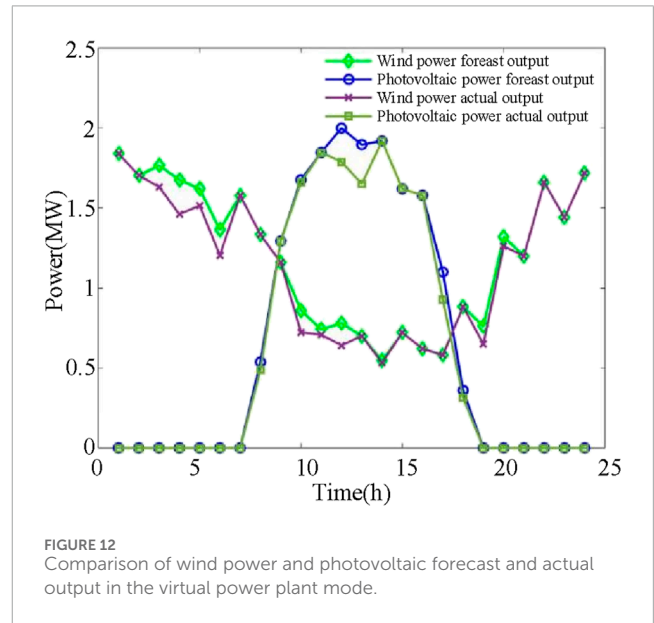 2.5
2
1.5
1
0.5
0
0
5
10
15
20
25
Power(MW)
Time(h)
Wind power foreast output
Photovoltaic power foreast output
Wind power actual output
Photovoltaic power actual output
FIGURE 12
Comparison of wind power and photovoltaic forecast and actual
output in the virtual power plant mode.